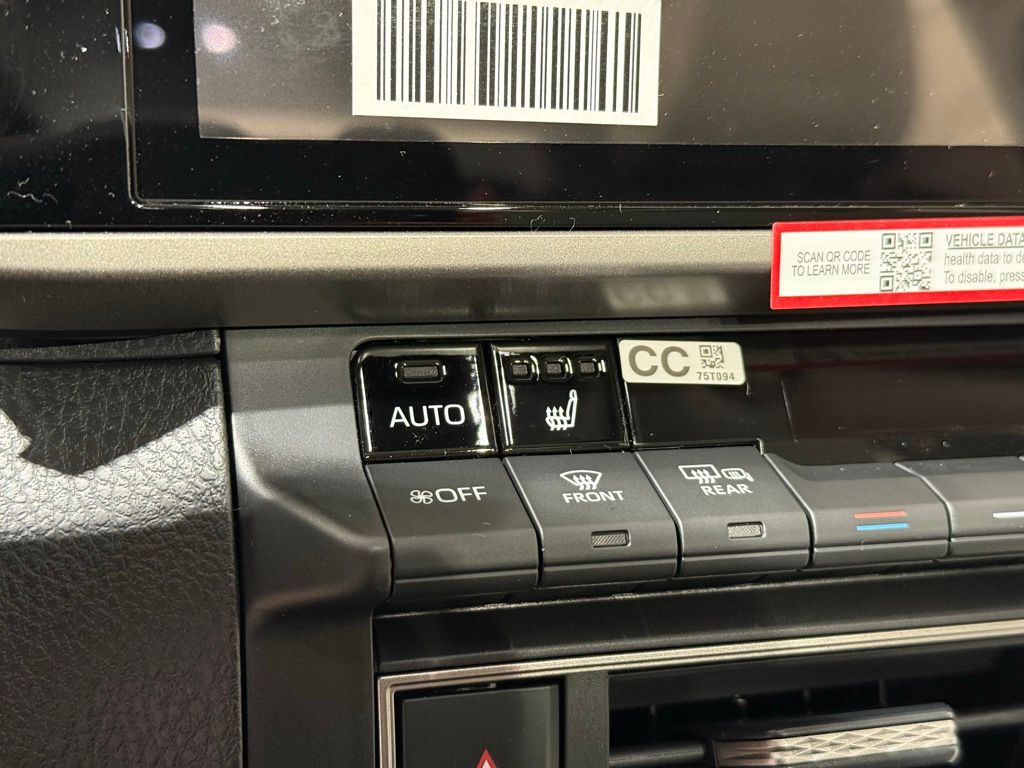 SCAN QR CODE
TO LEARN MORE
VEHICLE DATA
health data to de
To disable, press
AUTO
CC
75T094
OFF
FRONT
REAR